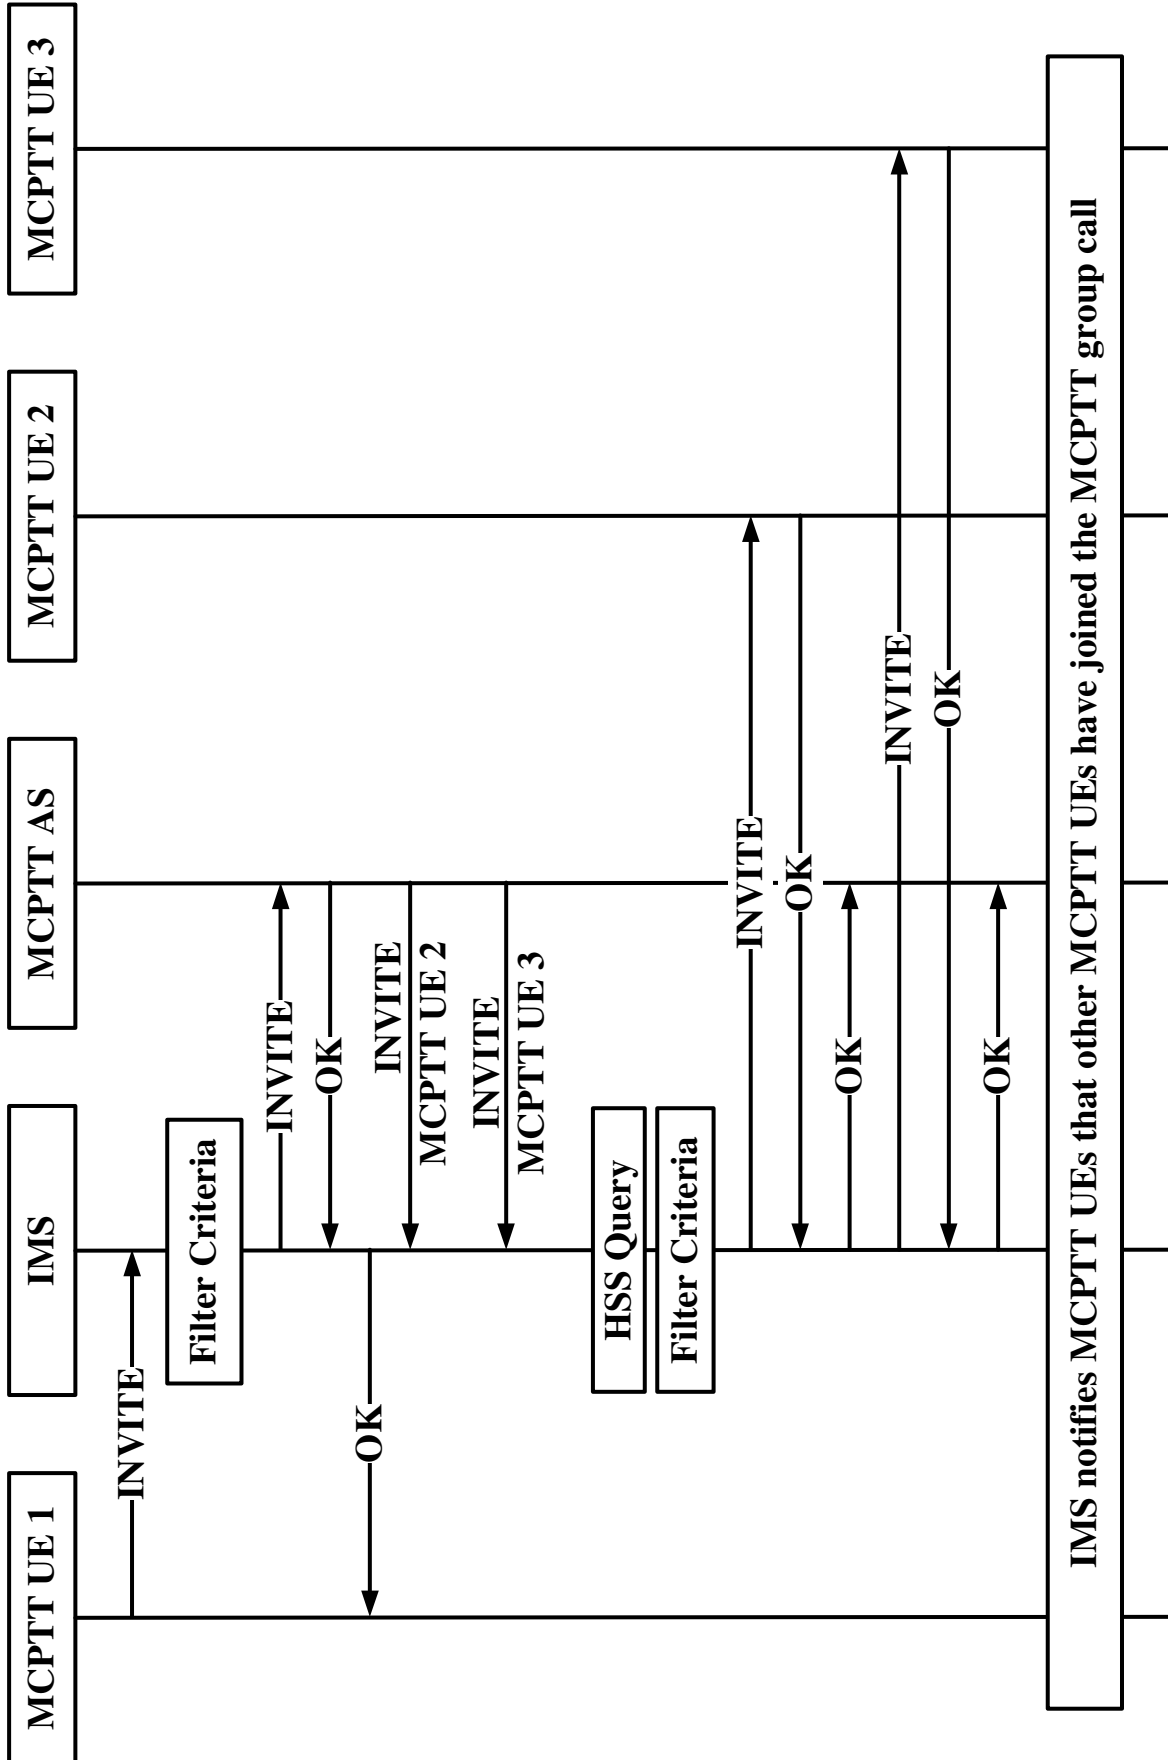 MCPTT UE 1
IMS
MCPTT AS
MCPTT UE 2
MCPTT UE 3
INVITE
Filter Criteria
INVITE
OK
OK
INVITE
MCPTT UE 2
INVITE
MCPTT UE 3
HSS Query
Filter Criteria
INVITE
OK
OK
INVITE
OK
OK
IMS notifies MCPTT UEs that other MCPTT UEs have joined the MCPTT group call